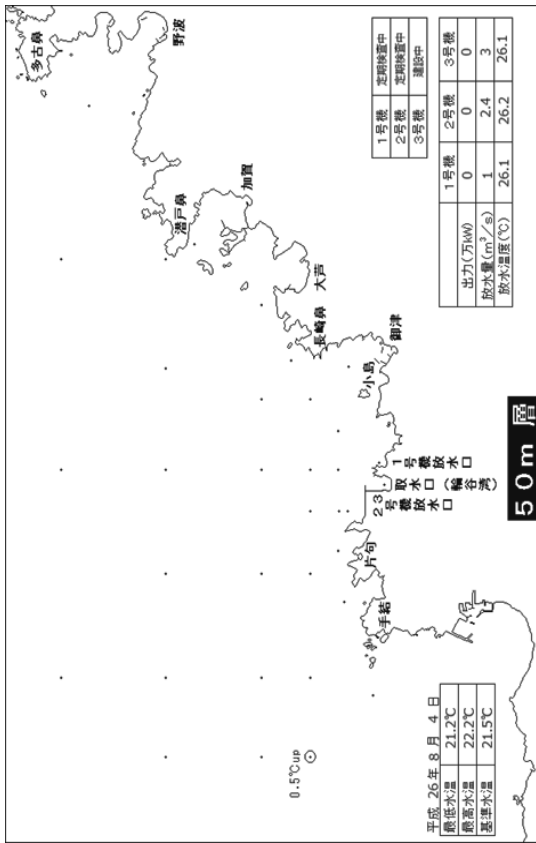 多古鼻
野波
潜戸鼻
加賀
大芦
長崎鼻
御津
小島
1号機放水口
取水口(輪谷湾)
2 3号機放水口
片句
手結
0.5℃up
1号機 定期検査中
2号機 定期検査中
3号機 建設中
1号機 2号機 3号機
出力(万kW) 0 0 0
放水量(m³/s) 1 2.4 3
放水温度(℃) 26.1 26.2 26.1
50m 層
平成 26年 8月 4日
最低水温 21.2℃
最高水温 22.2℃
基準水温 21.5℃